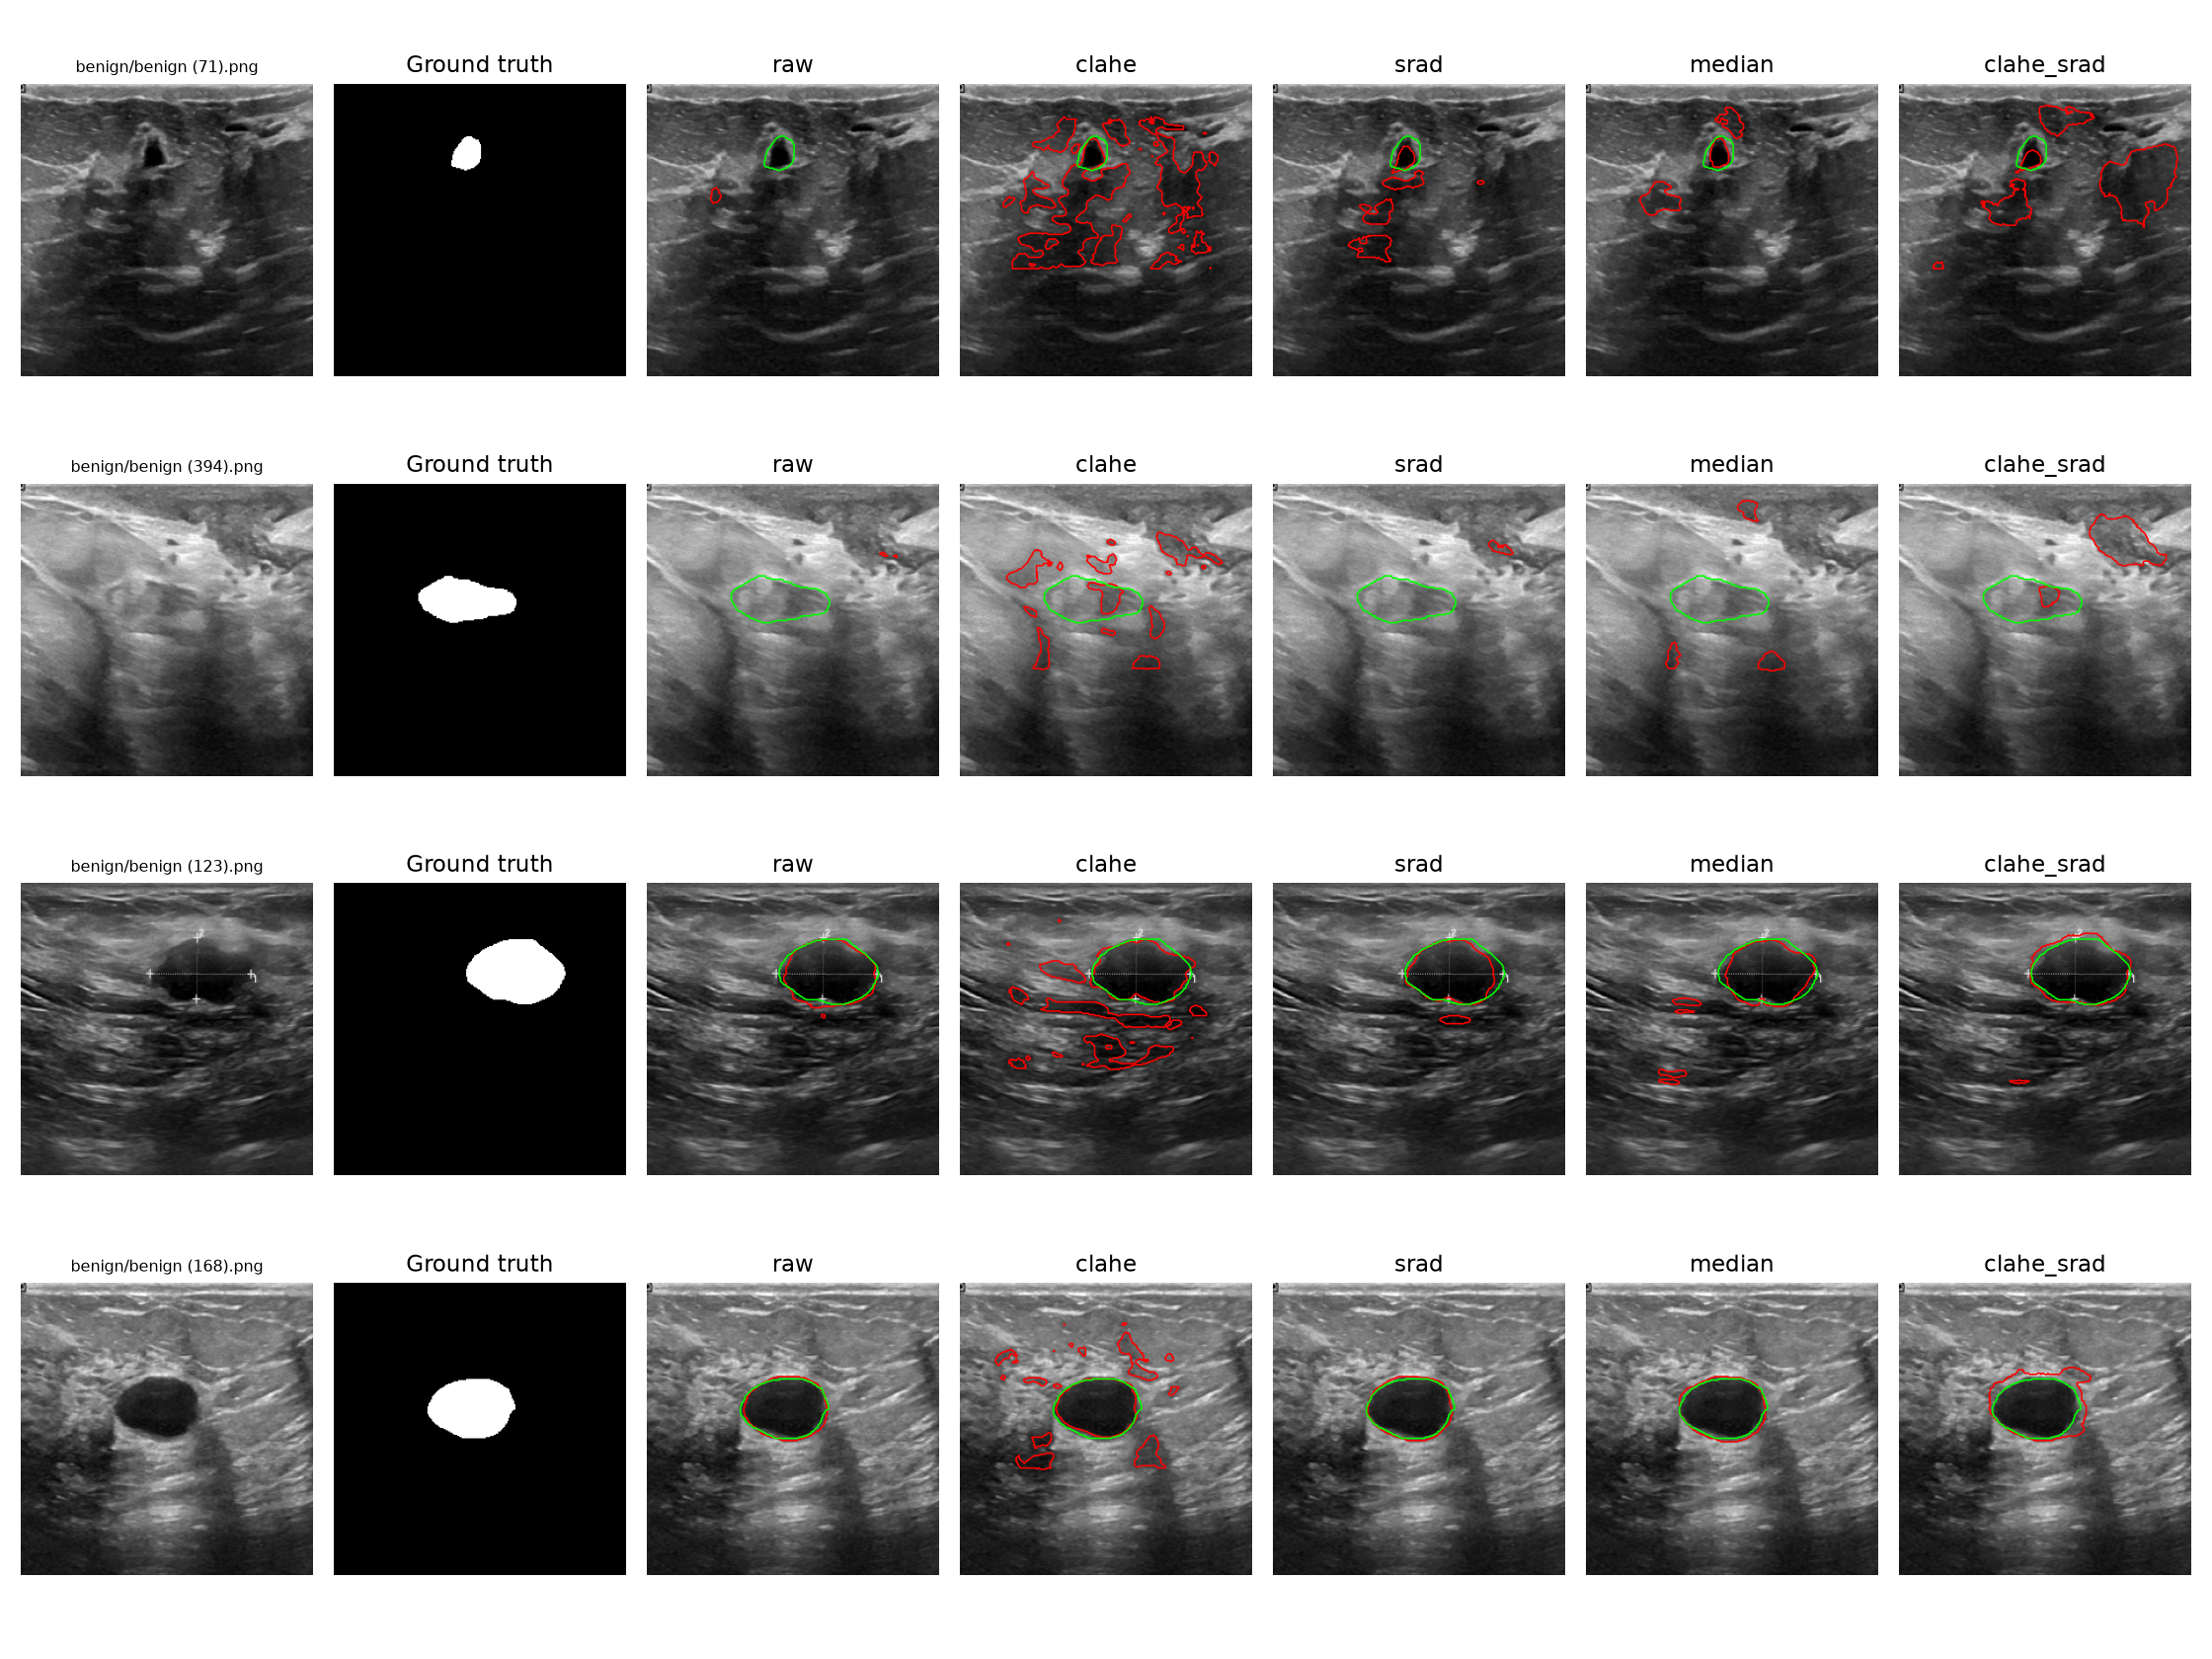 benign/benign (71).png Ground truth raw clahe srad median clahe_srad
benign/benign (394).png Ground truth raw clahe srad median clahe_srad
benign/benign (123).png Ground truth raw clahe srad median clahe_srad
benign/benign (168).png Ground truth raw clahe srad median clahe_srad